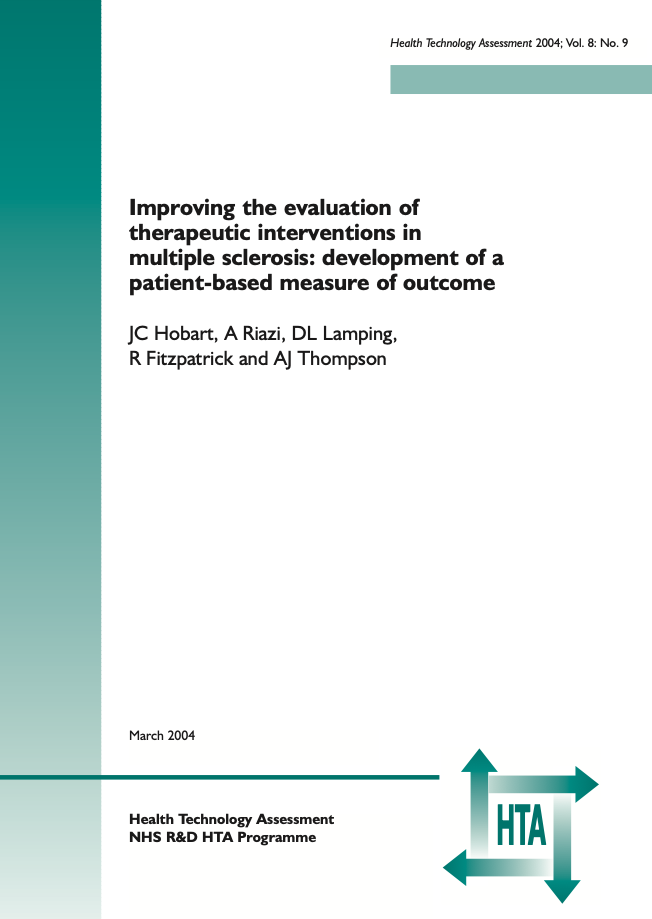 Health Technology Assessment 2004; Vol. 8: No. 9
Improving the evaluation of
therapeutic interventions in
multiple sclerosis: development of a
patient-based measure of outcome
JC Hobart, A Riazi, DL Lamping,
R Fitzpatrick and AJ Thompson
March 2004
Health Technology Assessment
NHS R&D HTA Programme
HTA